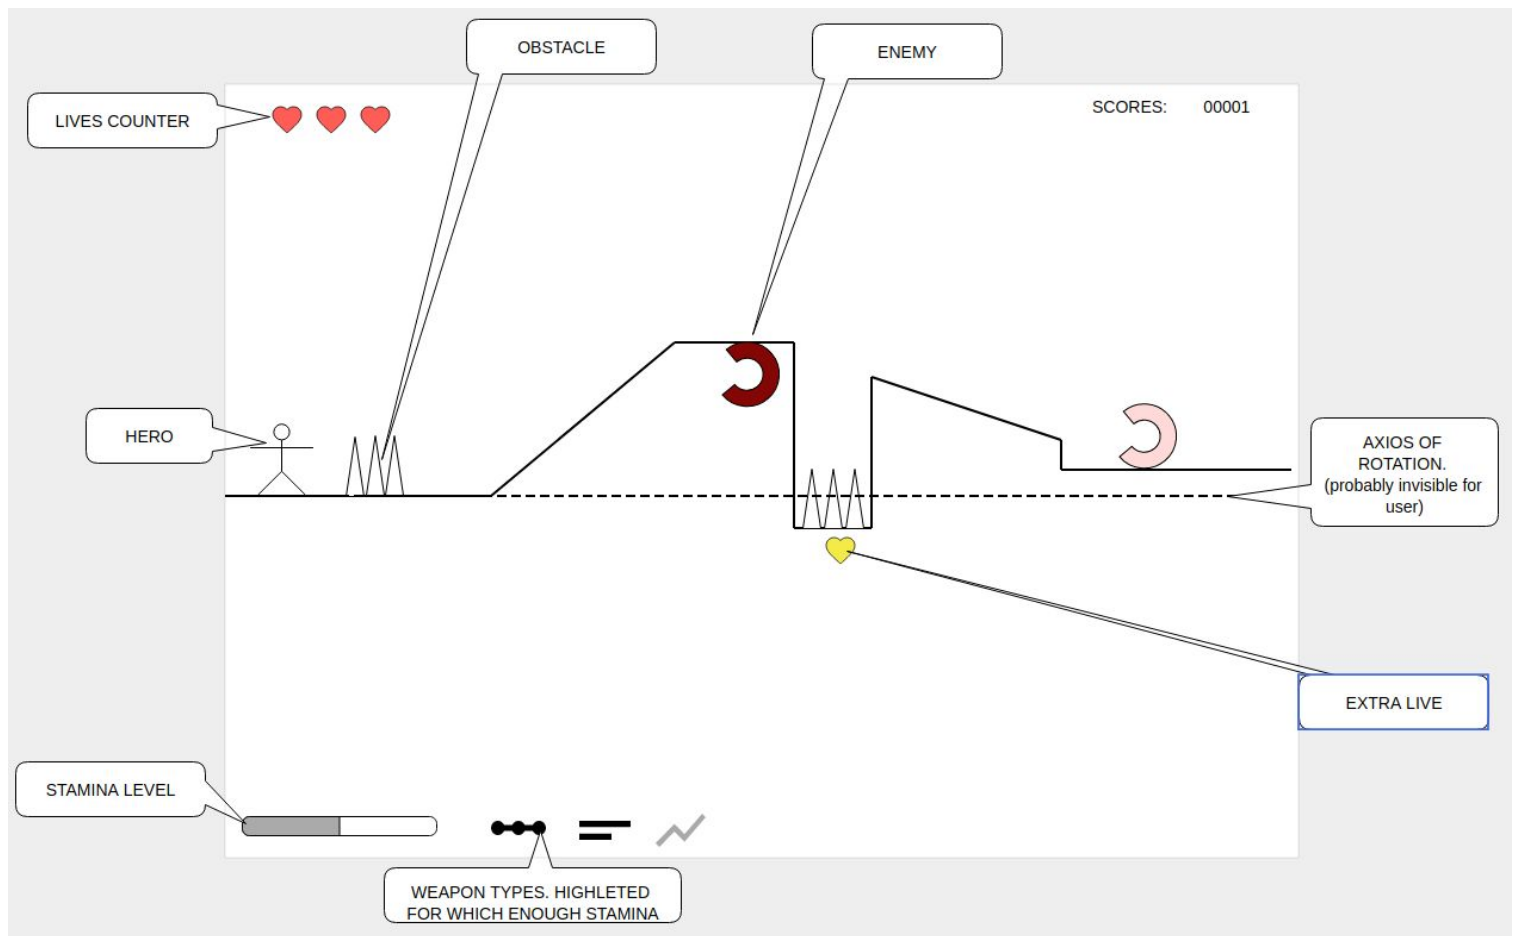 OBSTACLE
ENEMY
LIVES COUNTER
SCORES: 00001
HERO
AXIOS OF
ROTATION.
(probably invisible for
user)
EXTRA LIVE
STAMINA LEVEL
WEAPON TYPES. HIGHLETED
FOR WHICH ENOUGH STAMINA